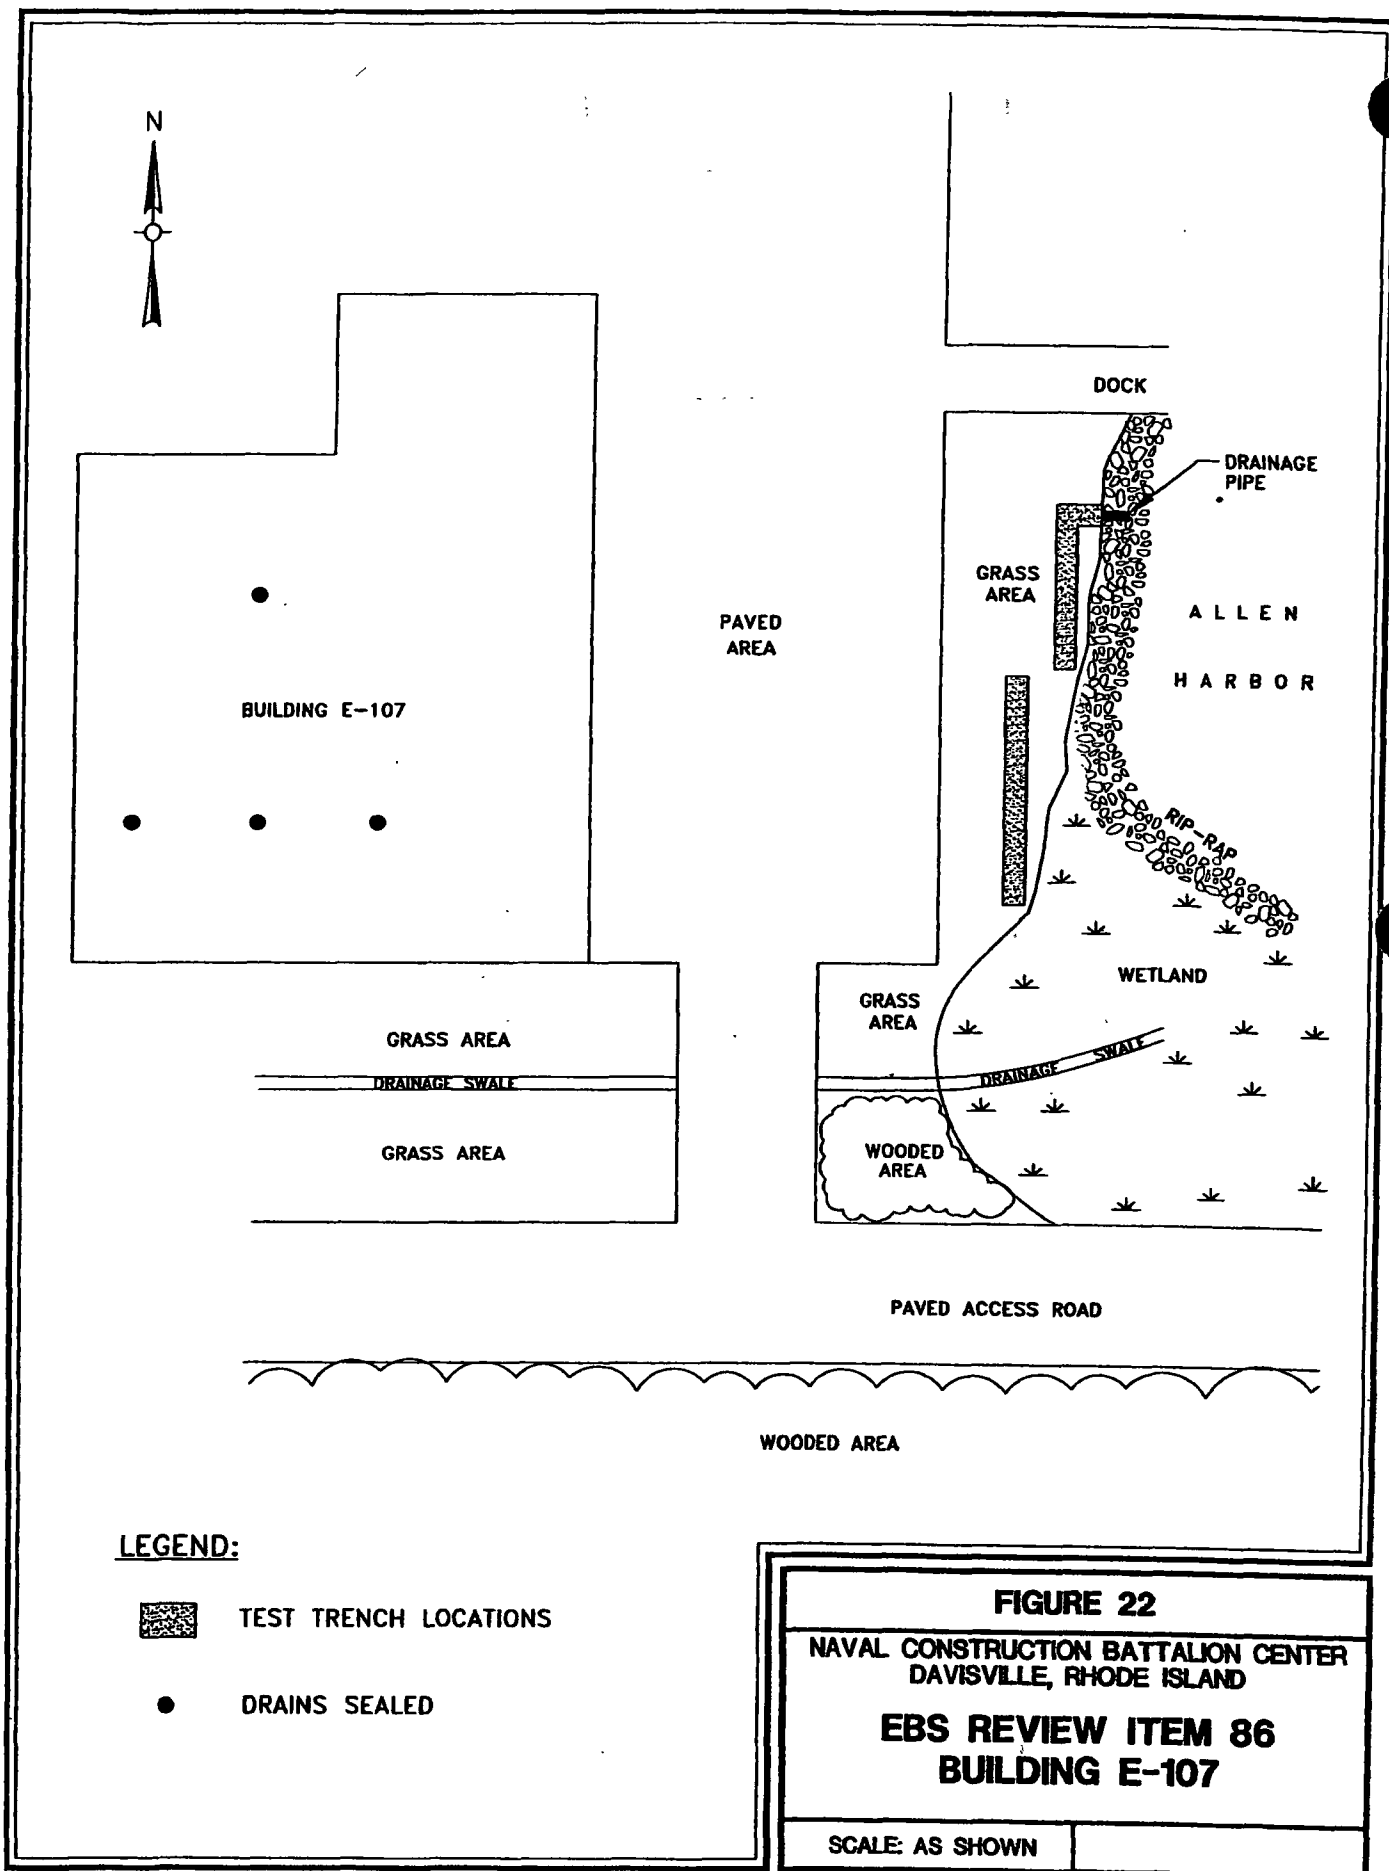 N
DOCK
DRAINAGE
PIPE
GRASS
AREA
PAVED
AREA
ALLEN
HARBOR
BUILDING E-107
RIP-RAP
WETLAND
GRASS
AREA
GRASS AREA
DRAINAGE SWALE
DRAINAGE SWALE
GRASS AREA
WOODED
AREA
PAVED ACCESS ROAD
WOODED AREA
LEGEND:
TEST TRENCH LOCATIONS
DRAINS SEALED
FIGURE 22
NAVAL CONSTRUCTION BATTALION CENTER
DAVISVILLE, RHODE ISLAND
EBS REVIEW ITEM 86
BUILDING E-107
SCALE: AS SHOWN